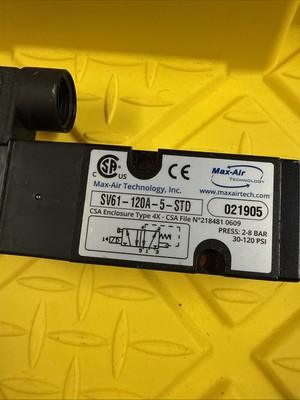 SA
C US
CE
Max-Air
TECHNOLOGY
Max-Air Technology, Inc.
www.maxairtech.com
SV61-120A-5-STD
021905
CSA Enclosure Type 4X - CSA File N°218481 0609
PRESS: 2-8 BAR
30-120 PSI